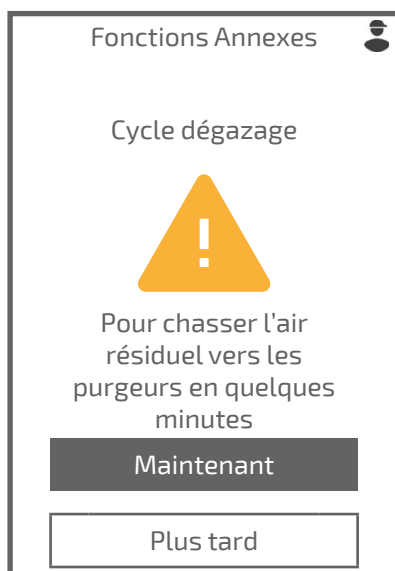 Fonctions Annexes
Cycle dégazage
!
Pour chasser l’air
résiduel vers les
purgeurs en quelques
minutes
Maintenant
Plus tard